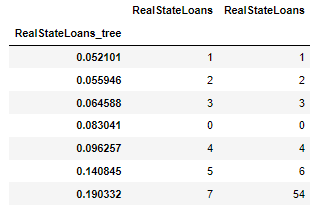 RealStateLoans RealStateLoans
RealStateLoans_tree
0.052101 1 1
0.055946 2 2
0.064588 3 3
0.083041 0 0
0.096257 4 4
0.140845 5 6
0.190332 7 54